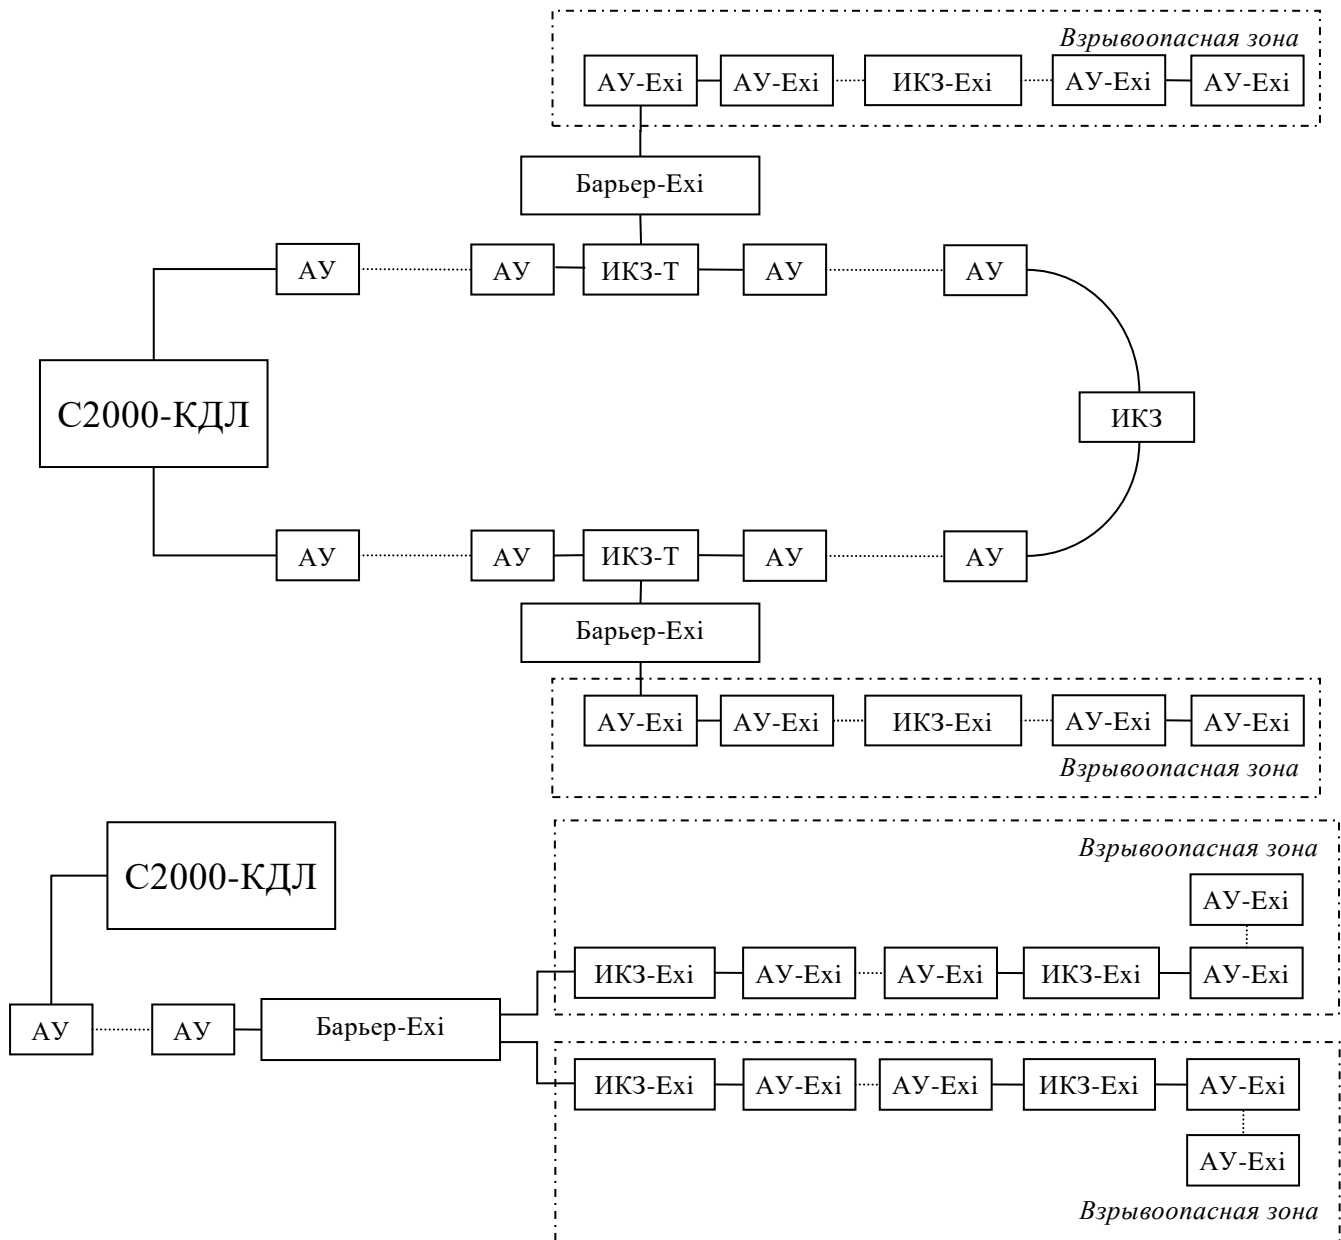 Взрывоопасная зона
АУ-Exi АУ-Exi ИКЗ-Exi АУ-Exi АУ-Exi
Барьер-Exi
АУ АУ ИКЗ-Т АУ АУ
С2000-КДЛ
ИКЗ
АУ АУ ИКЗ-Т АУ АУ
Барьер-Exi
АУ-Exi АУ-Exi ИКЗ-Exi АУ-Exi АУ-Exi
Взрывоопасная зона
Взрывоопасная зона
С2000-КДЛ
АУ-Exi
ИКЗ-Exi АУ-Exi АУ-Exi ИКЗ-Exi АУ-Exi
АУ АУ Барьер-Exi
ИКЗ-Exi АУ-Exi АУ-Exi ИКЗ-Exi АУ-Exi
АУ-Exi
Взрывоопасная зона